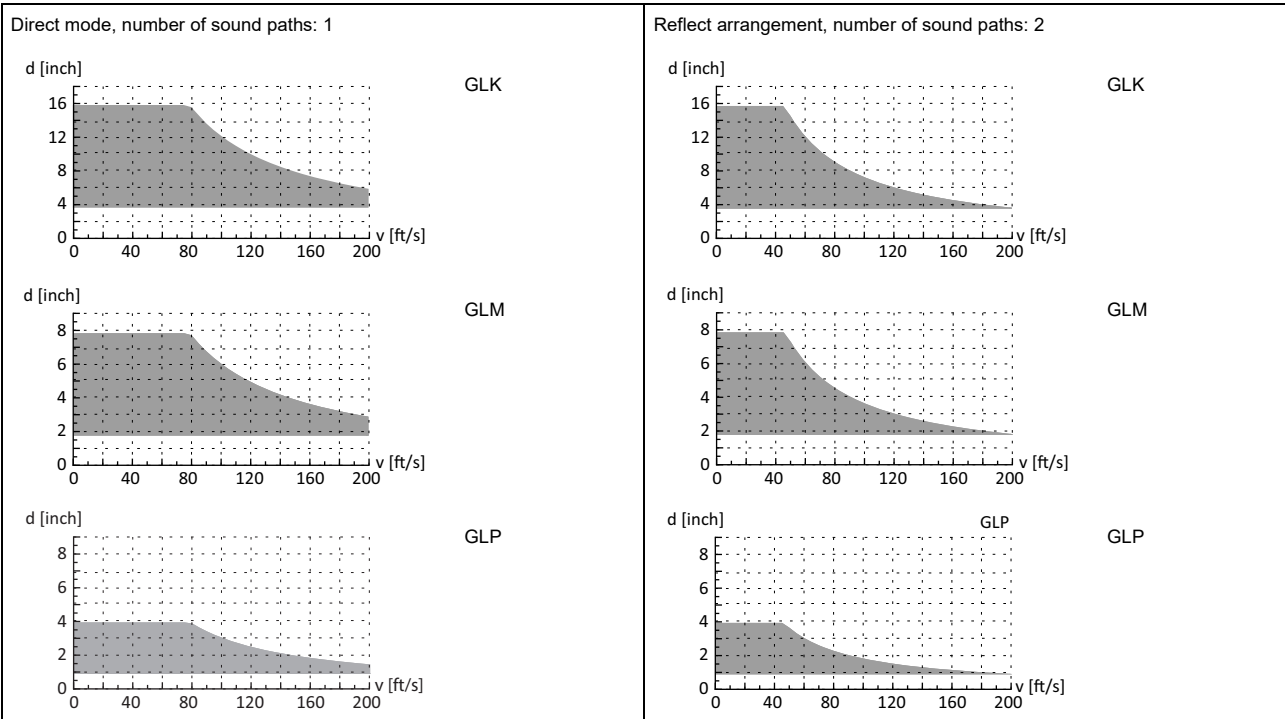 Direct mode, number of sound paths: 1
d [inch]
GLK
16
12
8
4
0
v [ft/s]
0 40 80 120 160 200
d [inch]
GLM
8
6
4
2
0
v [ft/s]
0 40 80 120 160 200
d [inch]
GLP
8
6
4
2
0
v [ft/s]
0 40 80 120 160 200
Reflect arrangement, number of sound paths: 2
d [inch]
GLK
16
12
8
4
0
v [ft/s]
0 40 80 120 160 200
d [inch]
GLM
8
6
4
2
0
v [ft/s]
0 40 80 120 160 200
d [inch]
GLP
GLP
8
6
4
2
0
v [ft/s]
0 40 80 120 160 200